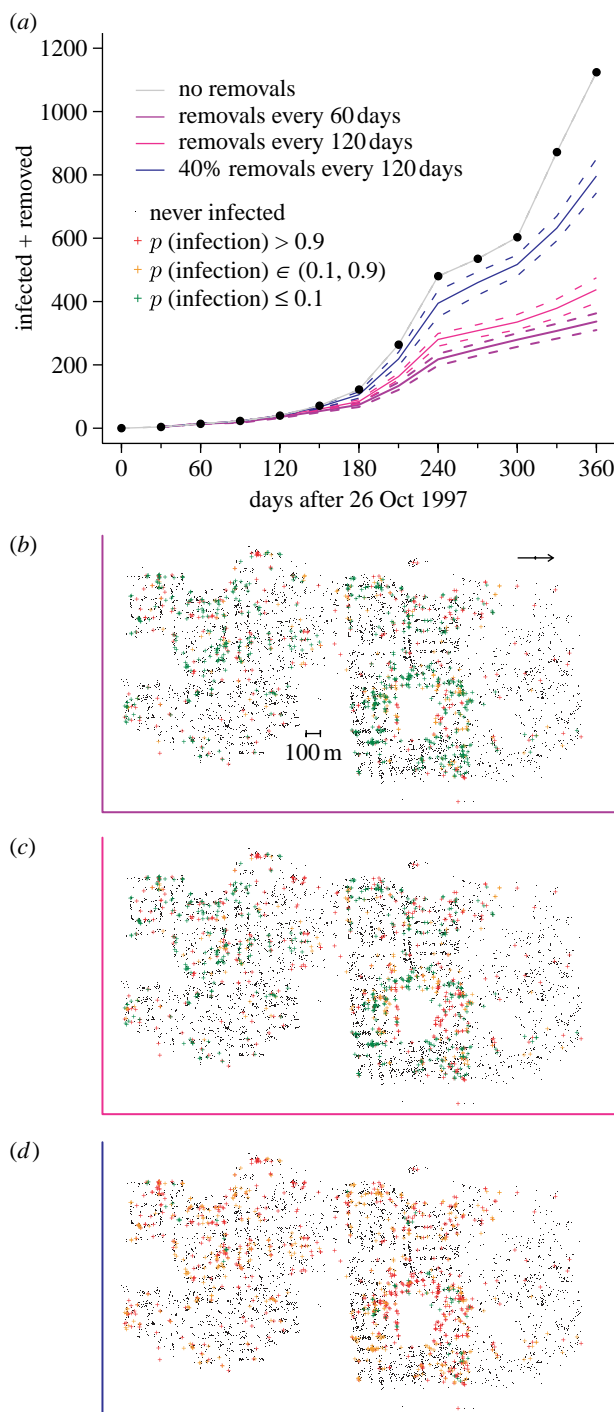 (a)
1200
1000
800
600
400
200
0
infected + removed
no removals
removals every 60 days
removals every 120 days
40% removals every 120 days
never infected
p (infection) > 0.9
p (infection) ∈ (0.1, 0.9)
p (infection) ≤ 0.1
0 60 120 180 240 300 360
days after 26 Oct 1997
(b)
100 m
(c)
(d)